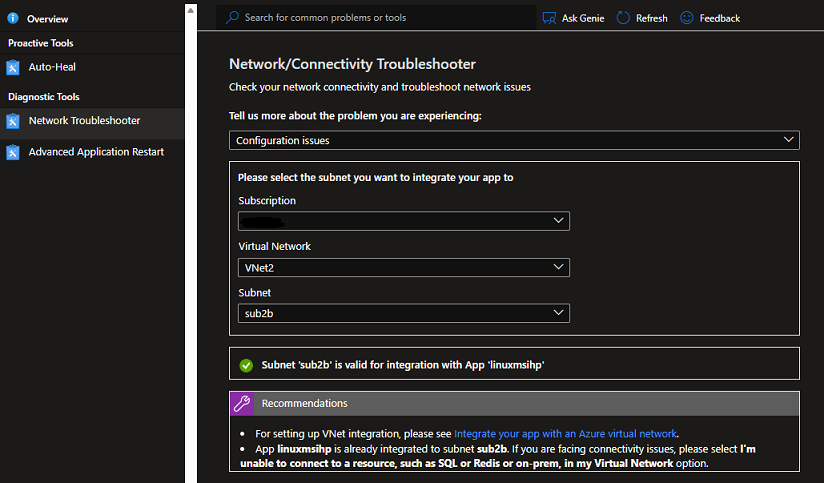 Overview
Proactive Tools
Auto-Heal
Diagnostic Tools
Network Troubleshooter
Advanced Application Restart
Search for common problems or tools
Ask Genie
Refresh
Feedback
Network/Connectivity Troubleshooter
Check your network connectivity and troubleshoot network issues
Tell us more about the problem you are experiencing:
Configuration issues
Please select the subnet you want to integrate your app to
Subscription
Virtual Network
VNet2
Subnet
sub2b
Subnet 'sub2b' is valid for integration with App 'linuxmsihp'
Recommendations
• For setting up VNet integration, please see Integrate your app with an Azure virtual network.
• App linuxmsihp is already integrated to subnet sub2b. If you are facing connectivity issues, please select I'm
unable to connect to a resource, such as SQL or Redis or on-prem, in my Virtual Network option.